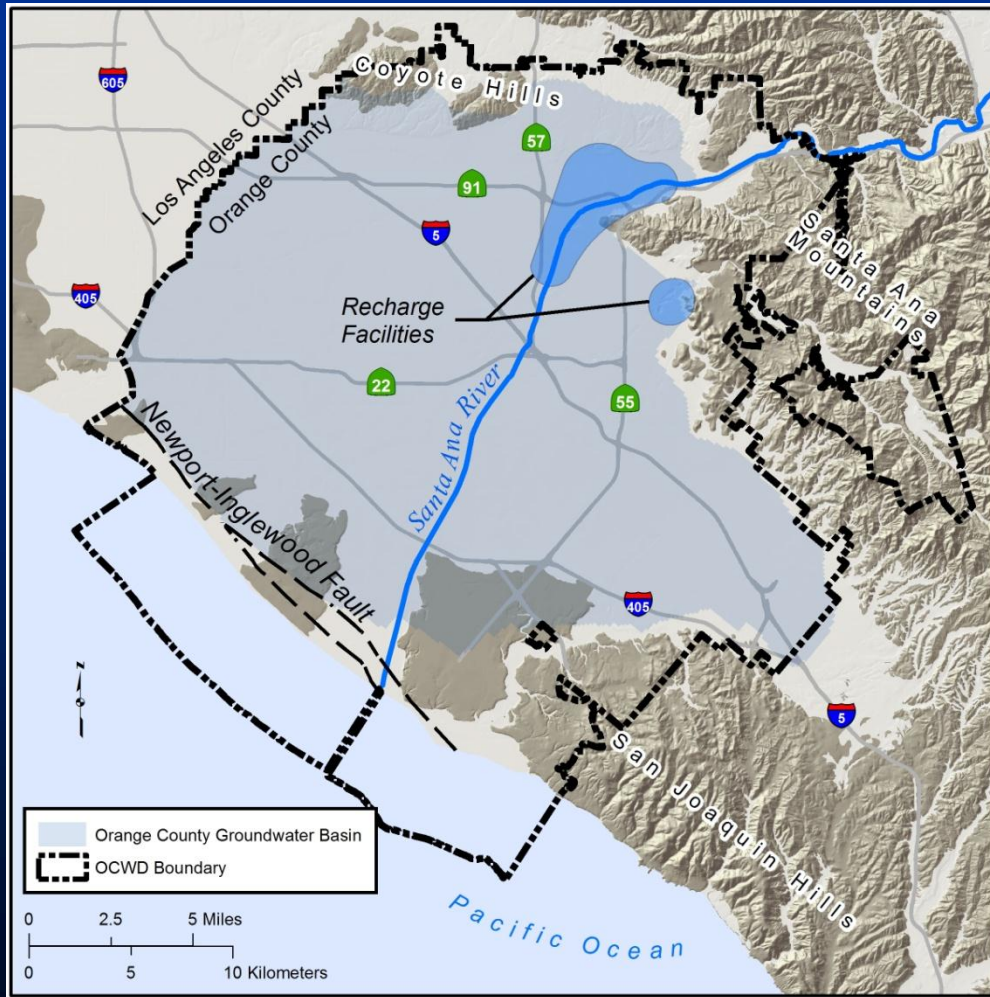 605
Coyote Hills
Los Angeles County
Orange County
57
91
5
405
Santa Ana
Mountains
Recharge
Facilities
22
55
Santa Ana River
Newport-Inglewood Fault
405
N
5
San Joaquin Hills
Orange County Groundwater Basin
OCWD Boundary
0 2.5 5 Miles
0 5 10 Kilometers
Pacific Ocean